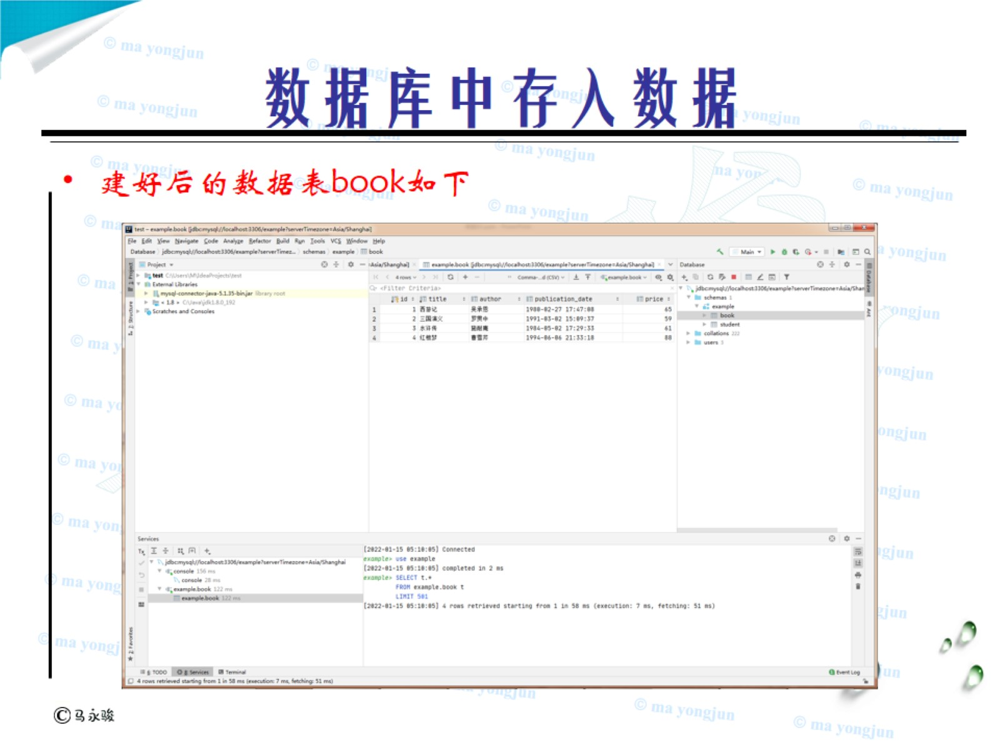 数据库中存入数据
• 建好后的数据表book如下
test – example.book [jdbc:mysql://localhost:3306/example?serverTimezone=Asia/Shanghai]
File Edit View Navigate Code Analyze Refactor Build Run Tools VCS Window Help
Database jdbc:mysql://localhost:3306/example?serverTimez... schemas example book
Main
Project
test C:\Users\M\IdeaProjects\test
External Libraries
mysql-connector-java-5.1.35-bin.jar library root
< 1.8 > C:\Java\jdk1.8.0_192
Scratches and Consoles
Asia/Shanghai] example.book [jdbc:mysql://localhost:3306/example?serverTimezone=Asia/Shanghai]
4 rows Comma-...d (CSV) example.book
<Filter Criteria>
id title author publication_date price
1 1 西游记 吴承恩 1980-02-27 17:47:08 65
2 2 三国演义 罗贯中 1991-03-02 15:09:37 59
3 3 水浒传 施耐庵 1984-05-02 17:29:33 61
4 4 红楼梦 曹雪芹 1994-06-06 21:33:18 88
Database
jdbc:mysql://localhost:3306/example?serverTimezone=Asia/Shan
schemas 1
example
book
student
collations 222
users 3
1: Project
7: Structure
2: Favorites
Database
Ant
Services
Tx
jdbc:mysql://localhost:3306/example?serverTimezone=Asia/Shanghai
console 156 ms
console 28 ms
example.book 122 ms
example.book 122 ms
[2022-01-15 05:10:05] Connected
example> use example
[2022-01-15 05:10:05] completed in 2 ms
example> SELECT t.*
FROM example.book t
LIMIT 501
[2022-01-15 05:10:05] 4 rows retrieved starting from 1 in 58 ms (execution: 7 ms, fetching: 51 ms)
6: TODO 8: Services Terminal Event Log
4 rows retrieved starting from 1 in 58 ms (execution: 7 ms, fetching: 51 ms)
©马永骏
© ma yongjun